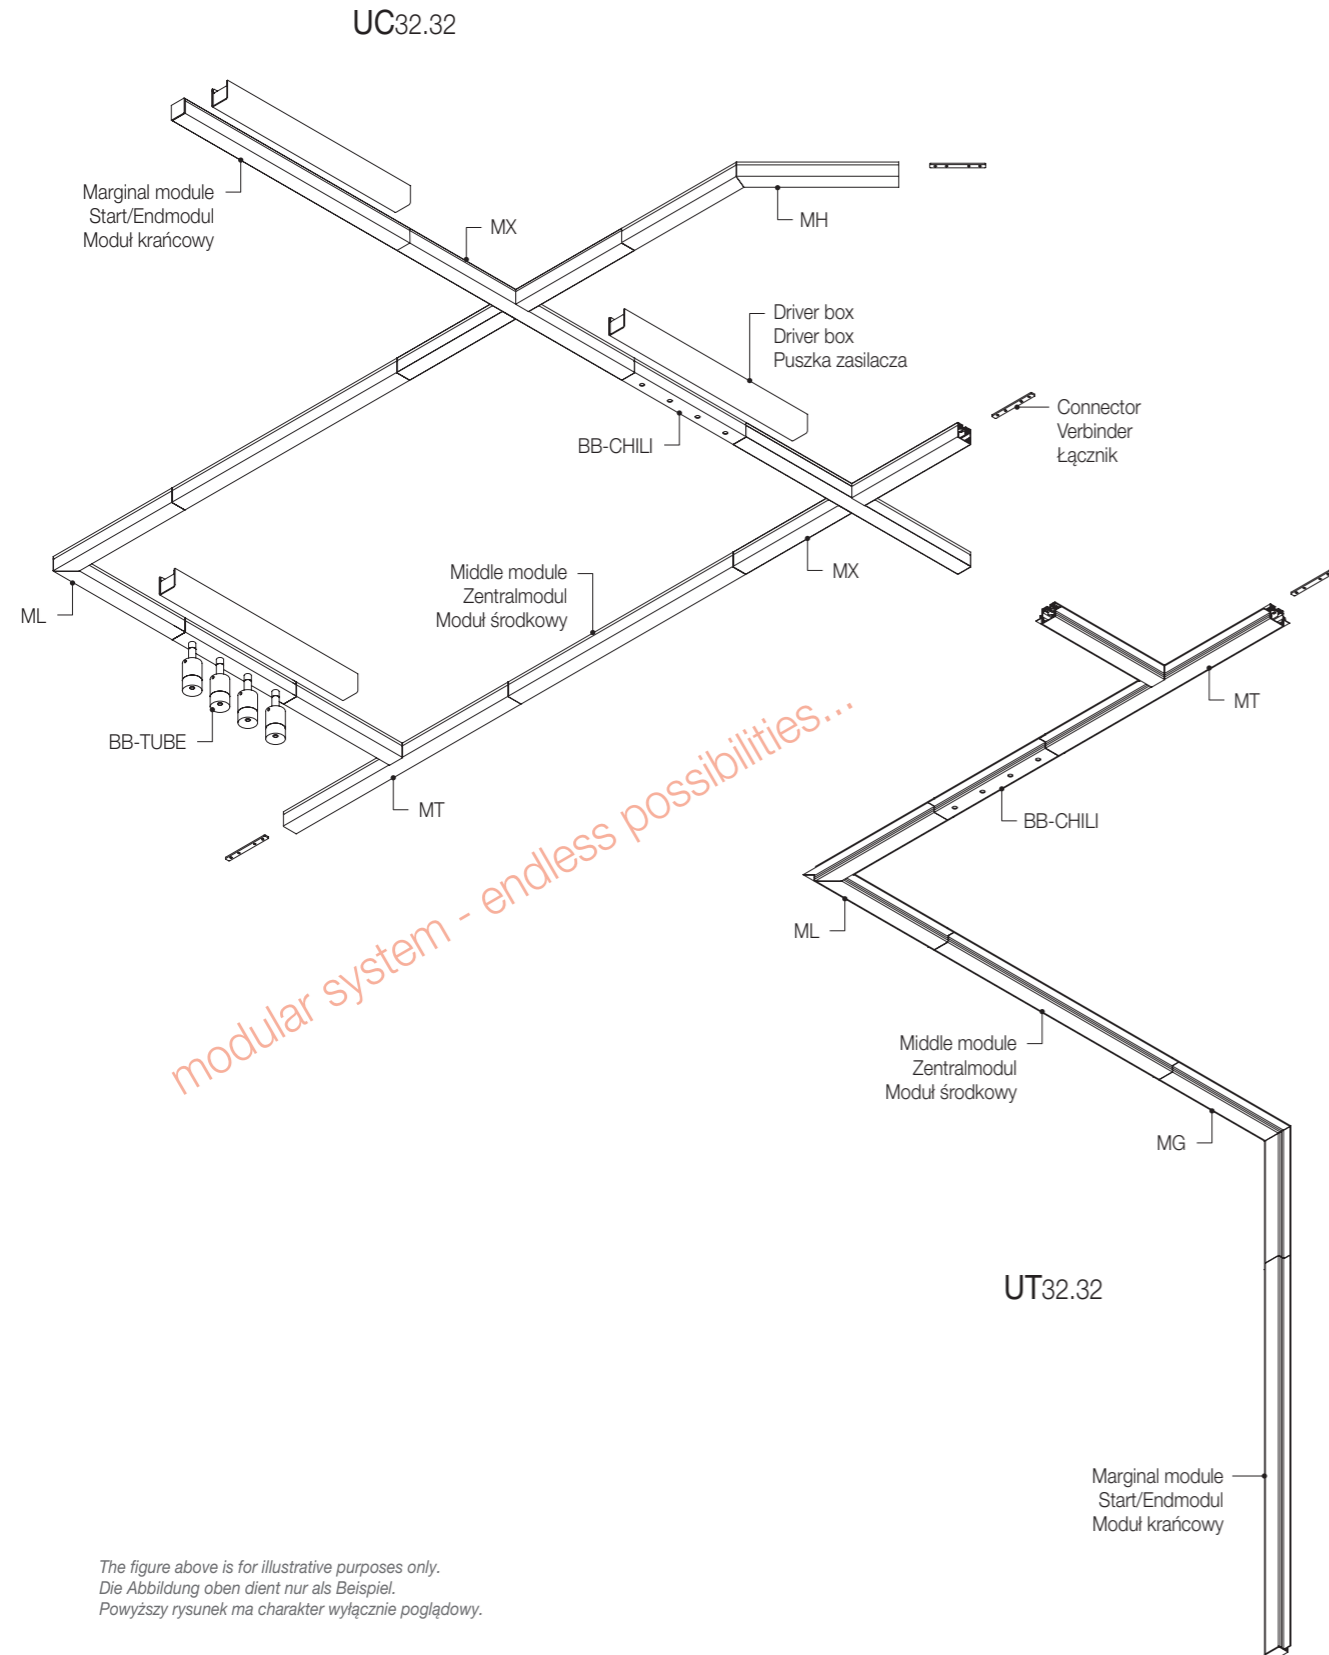 UC32.32
Marginal module
Start/Endmodul
Moduł krańcowy
MX
MH
Driver box
Driver box
Puszka zasilacza
BB-CHILI
Connector
Verbinder
Łącznik
ML
Middle module
Zentralmodul
Moduł środkowy
MX
BB-TUBE
MT
modular system - endless possibilities...
MT
BB-CHILI
ML
Middle module
Zentralmodul
Moduł środkowy
MG
UT32.32
Marginal module
Start/Endmodul
Moduł krańcowy
The figure above is for illustrative purposes only.
Die Abbildung oben dient nur als Beispiel.
Powyższy rysunek ma charakter wyłącznie poglądowy.